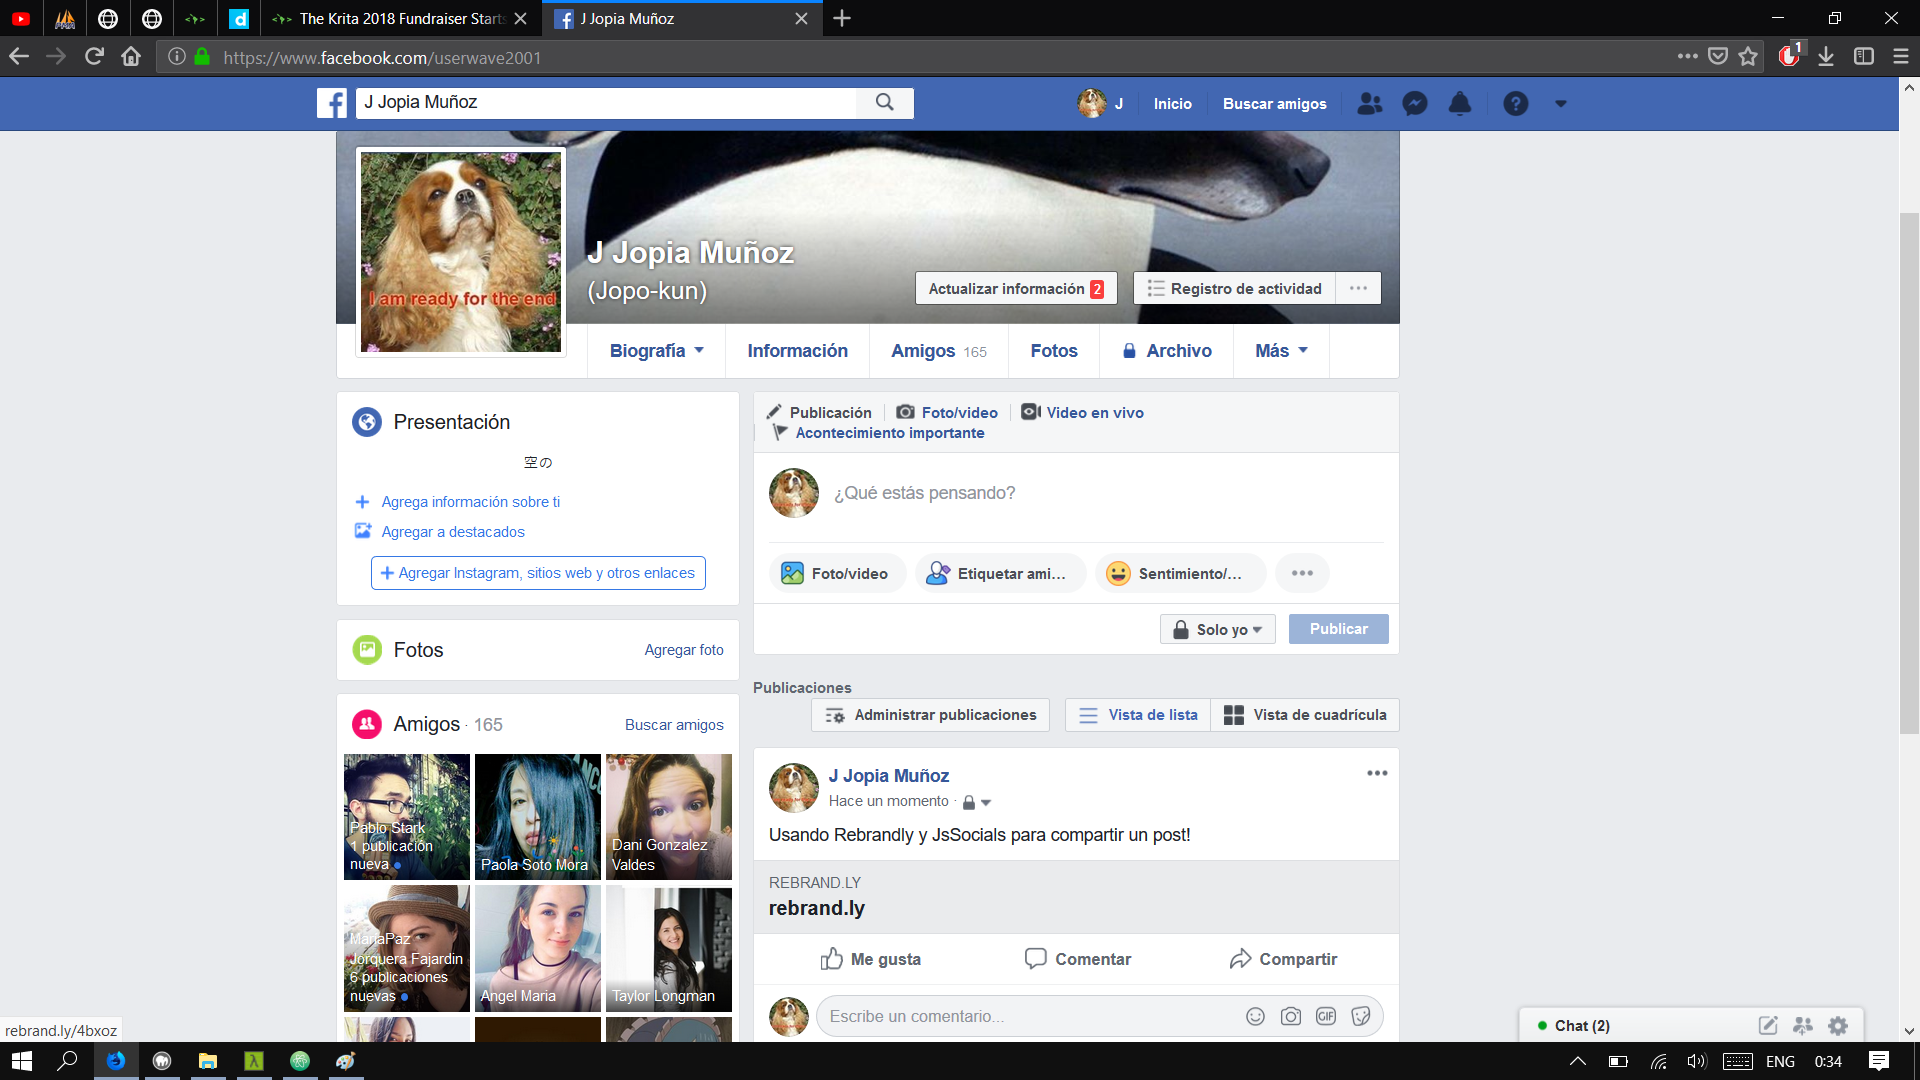 The Krita 2018 Fundraiser Starts
J Jopia Muñoz
https://www.facebook.com/userwave2001
1
J Jopia Muñoz
J
Inicio
Buscar amigos
I am ready for the end
J Jopia Muñoz
(Jopo-kun)
Actualizar información 2
Registro de actividad
Biografía
Información
Amigos 165
Fotos
Archivo
Más
Presentación
空の
Agrega información sobre ti
Agregar a destacados
Agregar Instagram, sitios web y otros enlaces
Fotos
Agregar foto
Amigos · 165
Buscar amigos
Pablo Stark
1 publicación
nueva
Paola Soto Mora
Dani Gonzalez
Valdes
MariaPaz
Jorquera Fajardin
6 publicaciones
nuevas
Angel Maria
Taylor Longman
Publicación
Foto/video
Video en vivo
Acontecimiento importante
¿Qué estás pensando?
Foto/video
Etiquetar ami...
Sentimiento/...
Solo yo
Publicar
Publicaciones
Administrar publicaciones
Vista de lista
Vista de cuadrícula
J Jopia Muñoz
Hace un momento ·
Usando Rebrandly y JsSocials para compartir un post!
REBRAND.LY
rebrand.ly
Me gusta
Comentar
Compartir
Escribe un comentario...
GIF
rebrand.ly/4bxoz
Chat (2)
ENG
0:34